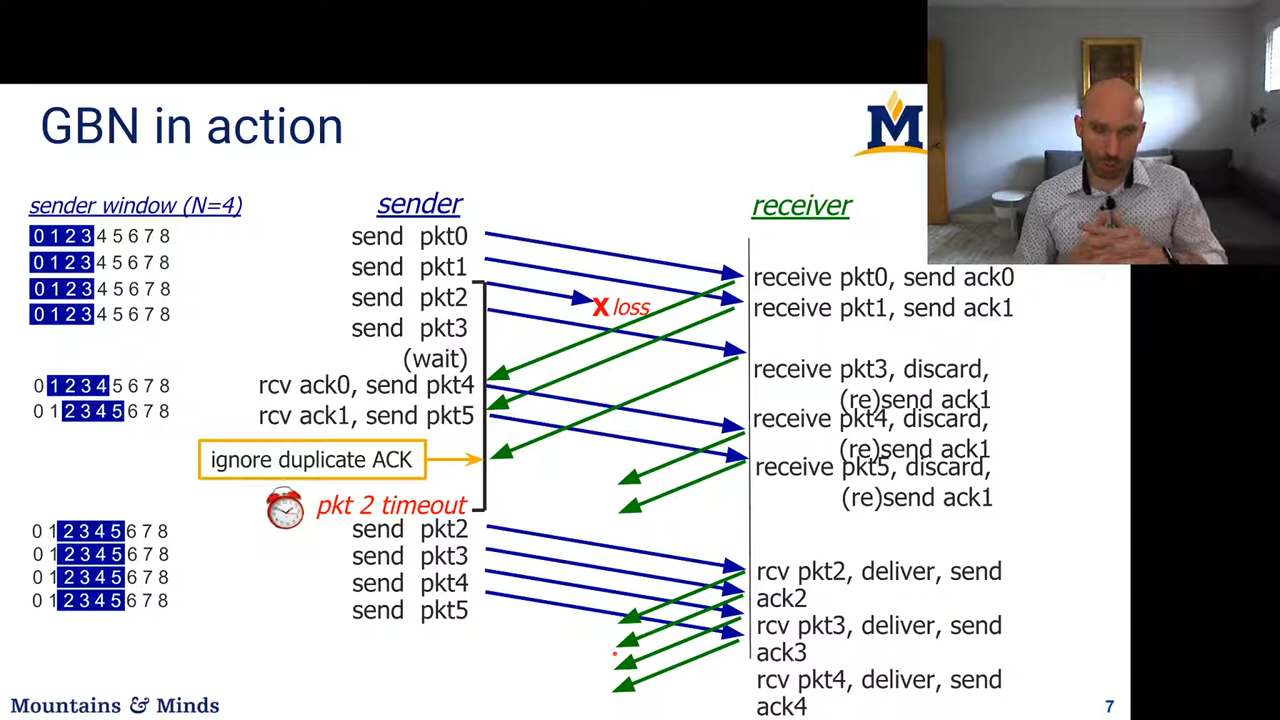 GBN in action
M
sender window (N=4)
sender
receiver
0 1 2 3 4 5 6 7 8
send pkt0
0 1 2 3 4 5 6 7 8
send pkt1
0 1 2 3 4 5 6 7 8
send pkt2
0 1 2 3 4 5 6 7 8
send pkt3
(wait)
X loss
receive pkt0, send ack0
receive pkt1, send ack1
0 1 2 3 4 5 6 7 8
rcv ack0, send pkt4
0 1 2 3 4 5 6 7 8
rcv ack1, send pkt5
receive pkt3, discard,
(re)send ack1
receive pkt4, discard,
(re)send ack1
receive pkt5, discard,
(re)send ack1
ignore duplicate ACK
pkt 2 timeout
0 1 2 3 4 5 6 7 8
send pkt2
0 1 2 3 4 5 6 7 8
send pkt3
0 1 2 3 4 5 6 7 8
send pkt4
0 1 2 3 4 5 6 7 8
send pkt5
rcv pkt2, deliver, send
ack2
rcv pkt3, deliver, send
ack3
rcv pkt4, deliver, send
ack4
Mountains & Minds
7